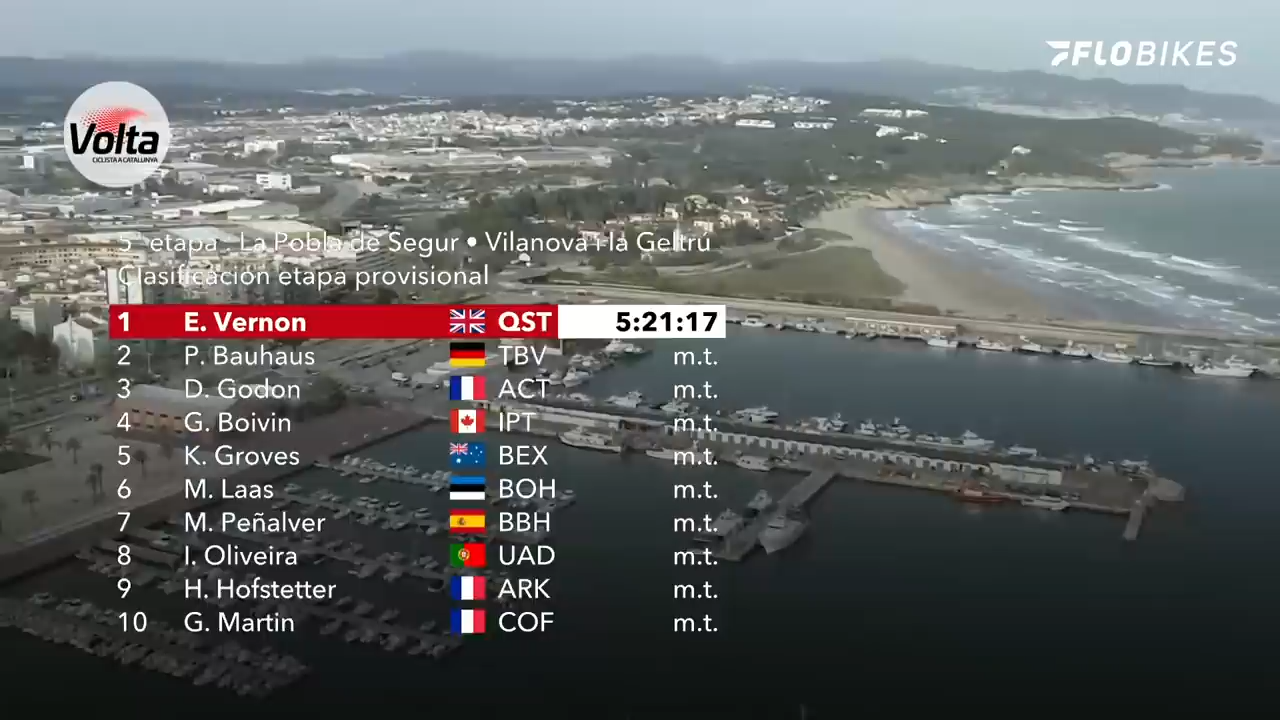 FLOBIKES
Volta
CICLISTA A CATALUNYA
5ª etapa : La Pobla de Segur • Vilanova i la Geltrú
Clasificación etapa provisional
1 E. Vernon QST 5:21:17
2 P. Bauhaus TBV m.t.
3 D. Godon ACT m.t.
4 G. Boivin IPT m.t.
5 K. Groves BEX m.t.
6 M. Laas BOH m.t.
7 M. Peñalver BBH m.t.
8 I. Oliveira UAD m.t.
9 H. Hofstetter ARK m.t.
10 G. Martin COF m.t.